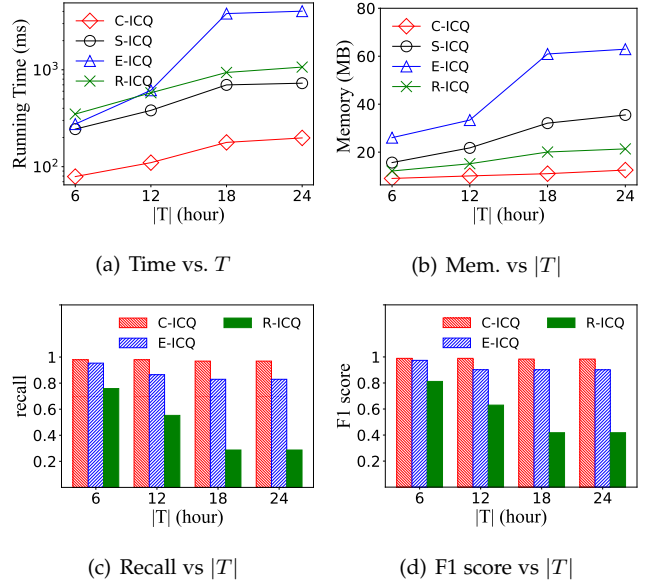 C-ICQ
S-ICQ
E-ICQ
R-ICQ
Running Time (ms)
10³
10²
6 12 18 24
|T| (hour)
(a) Time vs. T
C-ICQ
S-ICQ
E-ICQ
R-ICQ
Memory (MB)
80
60
40
20
6 12 18 24
|T| (hour)
(b) Mem. vs |T|
C-ICQ R-ICQ
E-ICQ
recall
1
0.8
0.6
0.4
0.2
6 12 18 24
|T| (hour)
(c) Recall vs |T|
C-ICQ R-ICQ
E-ICQ
F1 score
1
0.8
0.6
0.4
0.2
6 12 18 24
|T| (hour)
(d) F1 score vs |T|